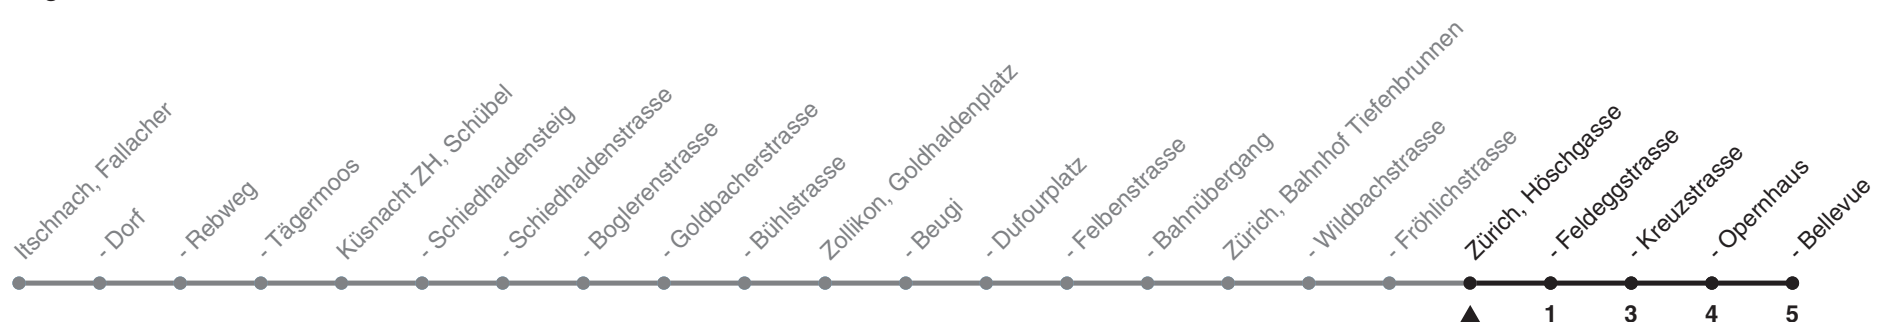 Itschnach, Fallacher
- Dorf
- Rebweg
- Tägermoos
Küsnacht ZH, Schübel
- Schiedhaldensteig
- Schiedhaldenstrasse
- Boglerenstrasse
- Goldbacherstrasse
- Bühlstrasse
Zollikon, Goldhaldenplatz
- Beugi
- Dufourplatz
- Felbenstrasse
- Bahnübergang
Zürich, Bahnhof Tiefenbrunnen
- Wildbachstrasse
- Fröhlichstrasse
Zürich, Höschgasse
- Feldeggstrasse
- Kreuzstrasse
- Opernhaus
- Bellevue
1 3 4 5